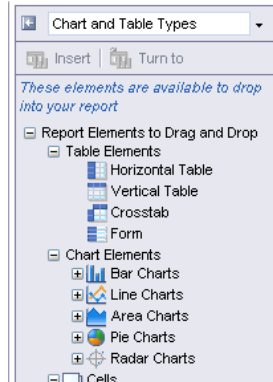 Chart and Table Types
Insert Turn to
These elements are available to drop
into your report
Report Elements to Drag and Drop
Table Elements
Horizontal Table
Vertical Table
Crosstab
Form
Chart Elements
Bar Charts
Line Charts
Area Charts
Pie Charts
Radar Charts
Cells